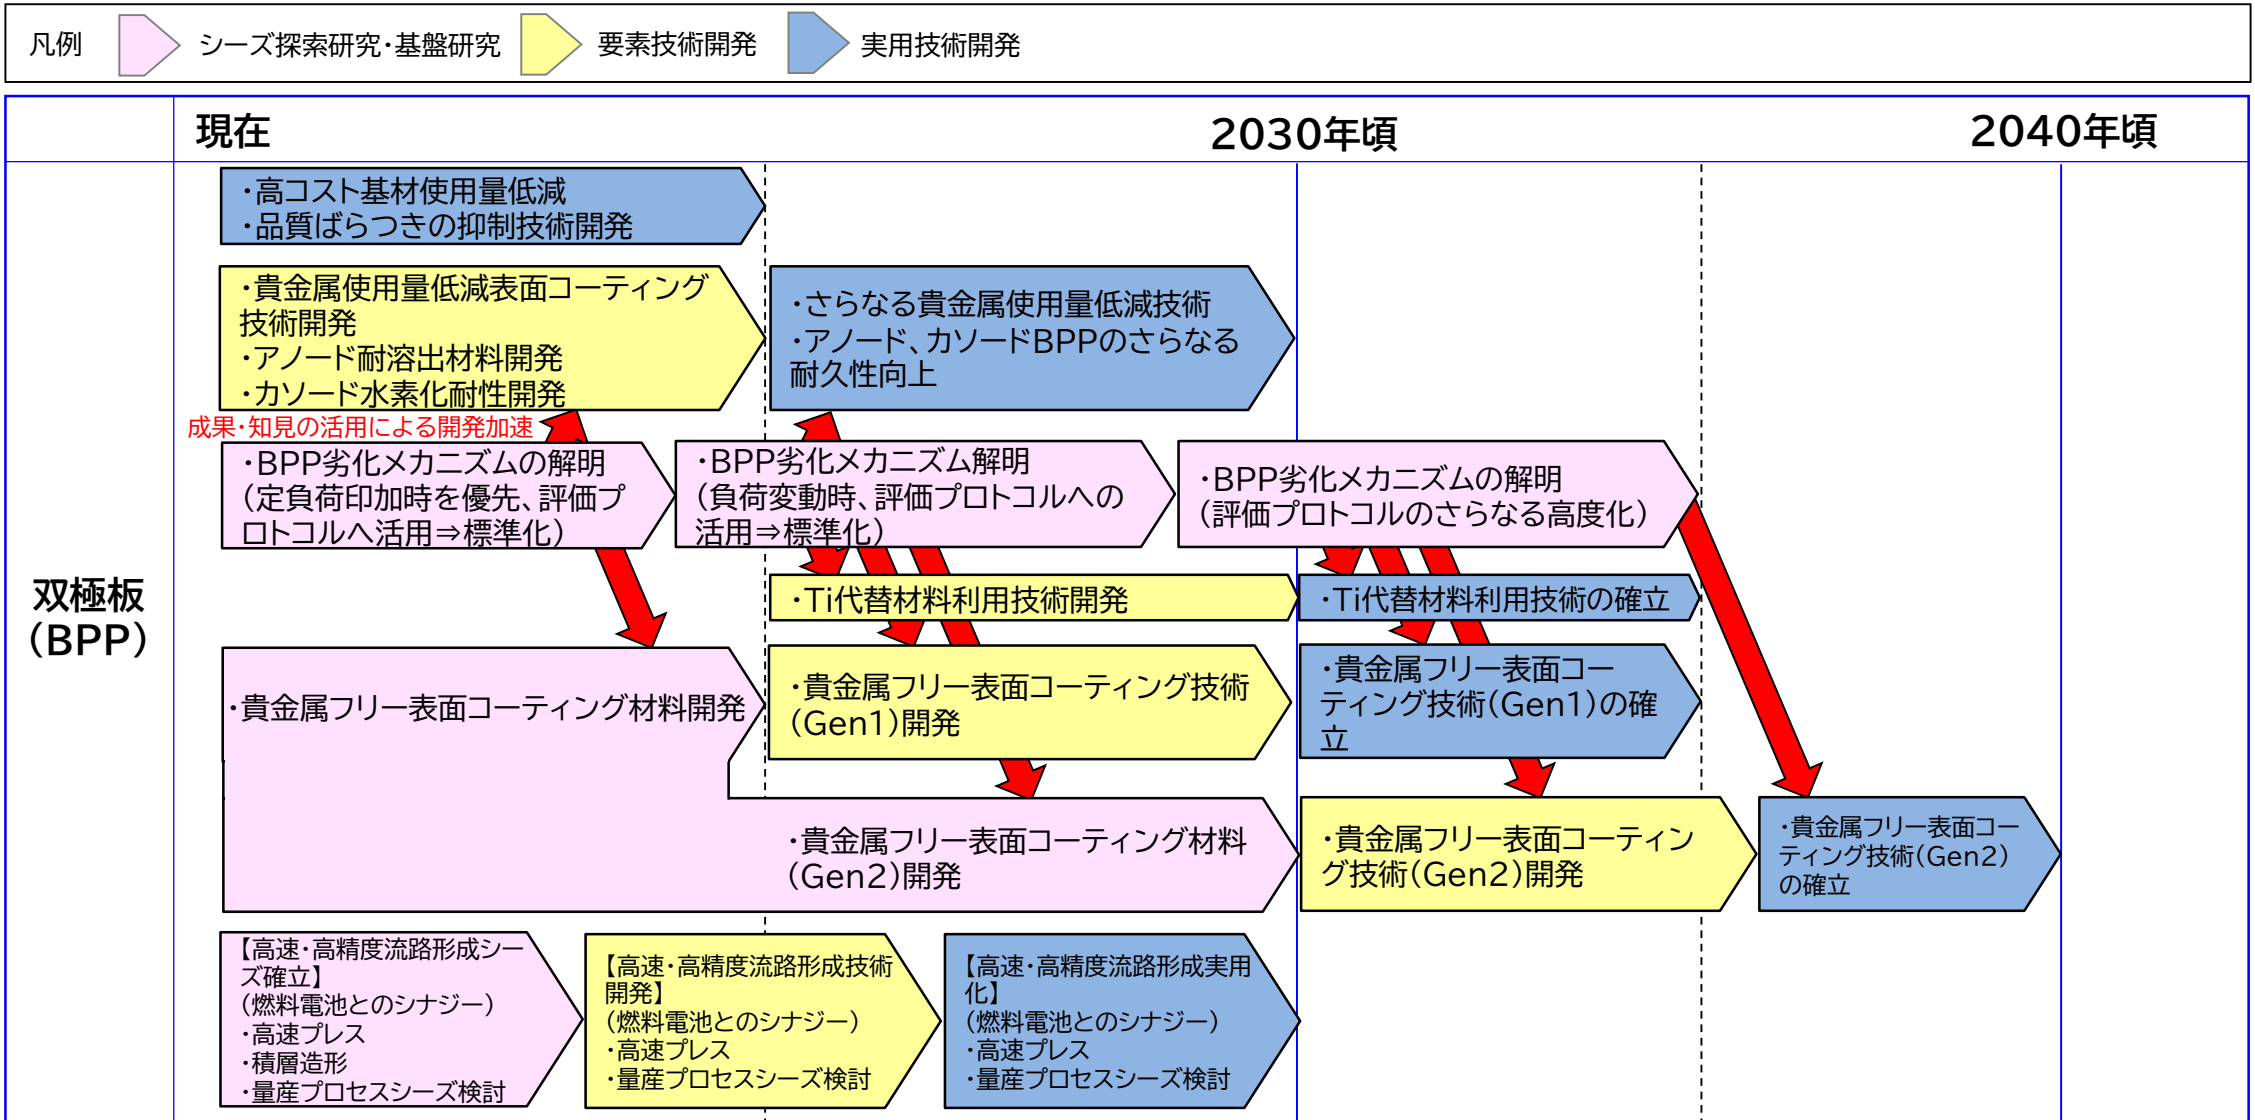 凡例
シーズ探索研究・基盤研究
要素技術開発
実用技術開発
現在
2030年頃
2040年頃
双極板
（BPP）
・高コスト基材使用量低減
・品質ばらつきの抑制技術開発
・貴金属使用量低減表面コーティング
技術開発
・アノード耐溶出材料開発
・カソード水素化耐性開発
・さらなる貴金属使用量低減技術
・アノード、カソードBPPのさらなる
耐久性向上
成果・知見の活用による開発加速
・BPP劣化メカニズムの解明
（定負荷印加時を優先、評価プ
ロトコルへ活用⇒標準化）
・BPP劣化メカニズム解明
（負荷変動時、評価プロトコルへの
活用⇒標準化）
・BPP劣化メカニズムの解明
（評価プロトコルのさらなる高度化）
・Ti代替材料利用技術開発
・Ti代替材料利用技術の確立
・貴金属フリー表面コーティング材料開発
・貴金属フリー表面コーティング技術
（Gen1）開発
・貴金属フリー表面コー
ティング技術（Gen1）の確
立
・貴金属フリー表面コーティング材料
（Gen2）開発
・貴金属フリー表面コーティン
グ技術（Gen2）開発
・貴金属フリー表面コー
ティング技術（Gen2）
の確立
【高速・高精度流路形成シー
ズ確立】
（燃料電池とのシナジー）
・高速プレス
・積層造形
・量産プロセスシーズ検討
【高速・高精度流路形成技術
開発】
（燃料電池とのシナジー）
・高速プレス
・量産プロセスシーズ検討
【高速・高精度流路形成実用
化】
（燃料電池とのシナジー）
・高速プレス
・量産プロセスシーズ検討